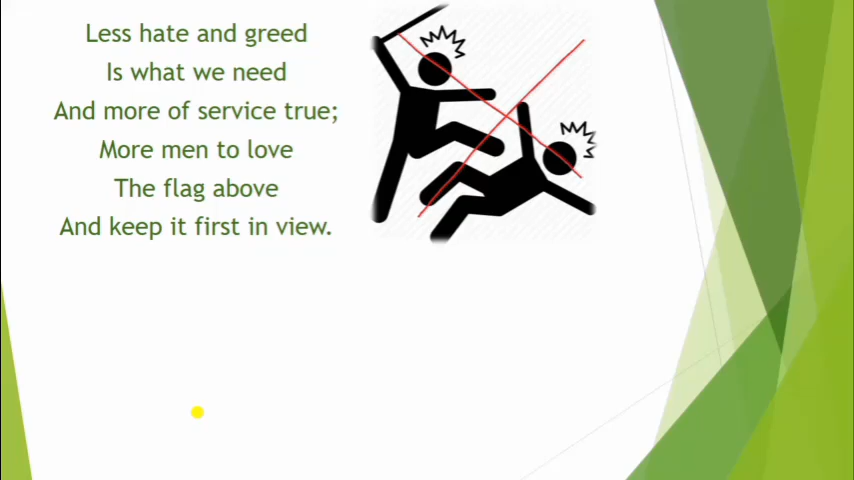 Less hate and greed
Is what we need
And more of service true;
More men to love
The flag above
And keep it first in view.